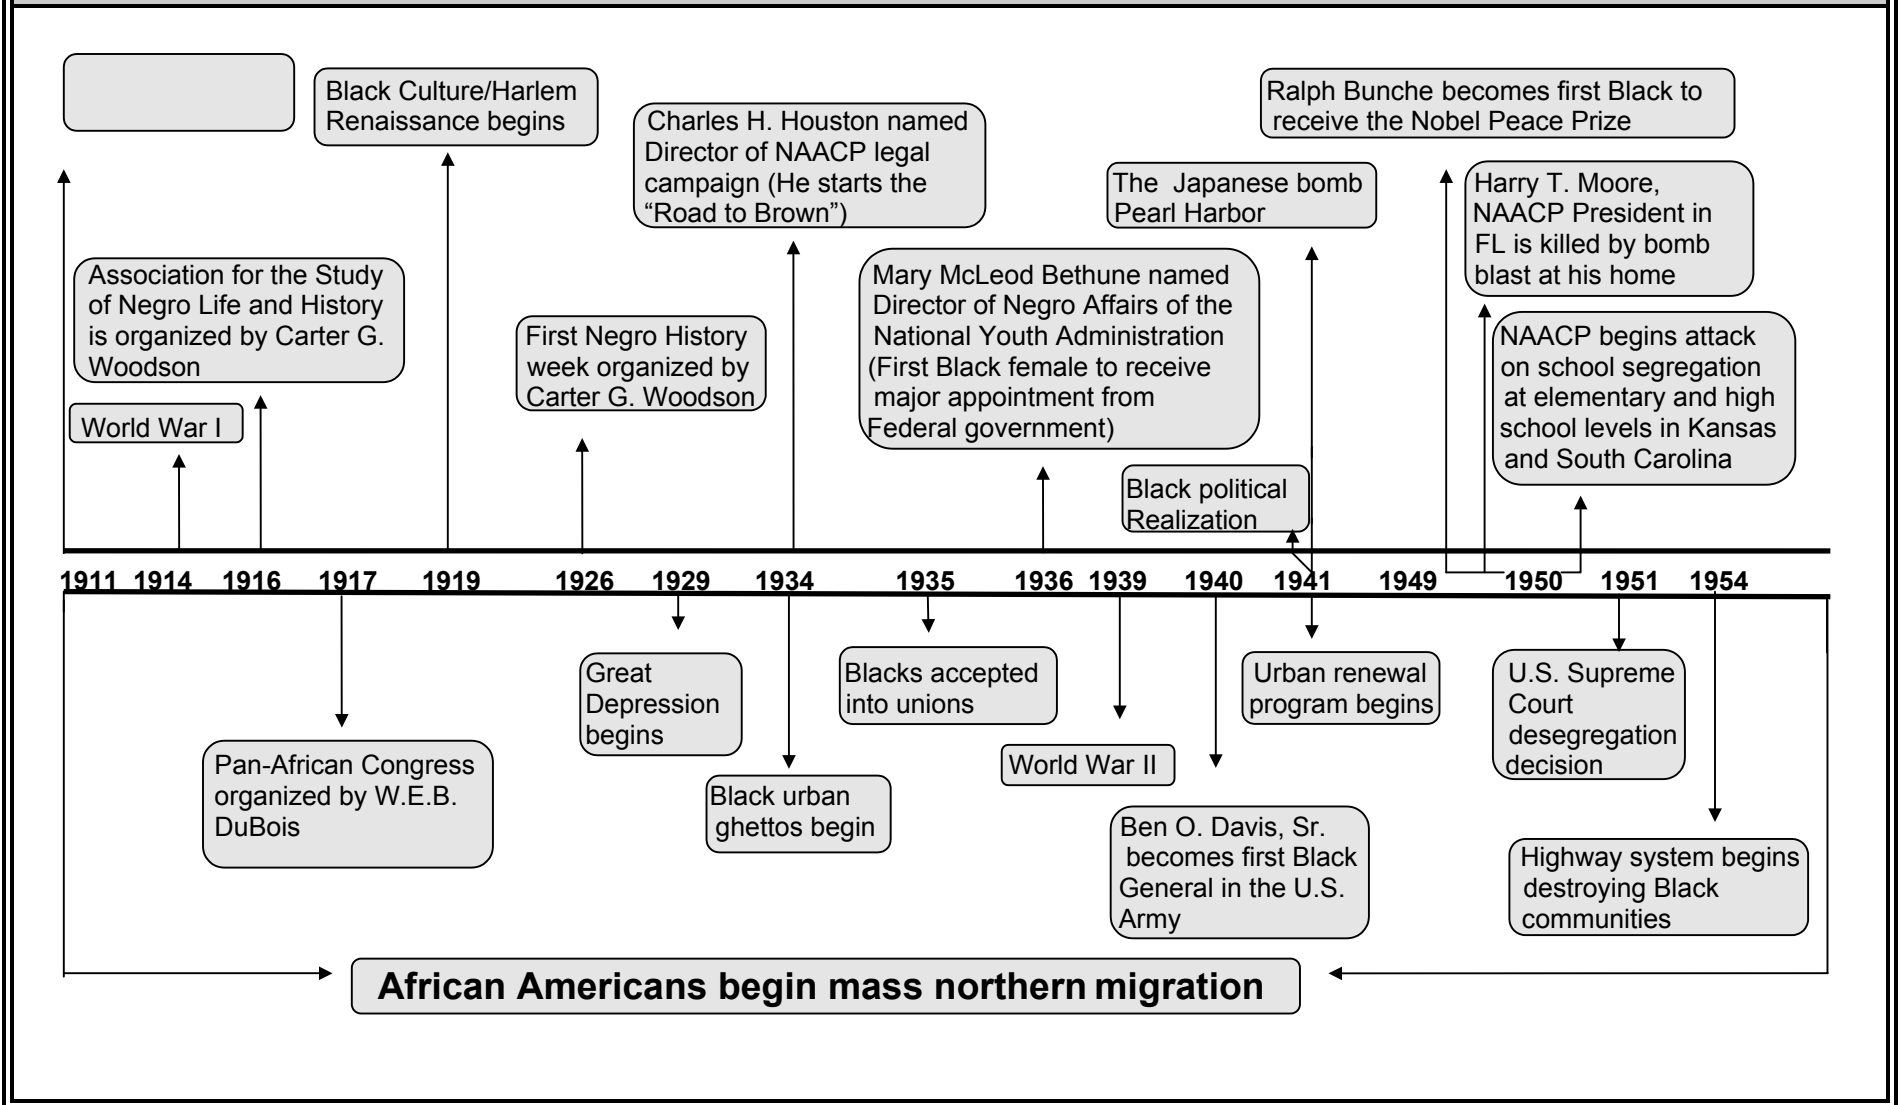 Black Culture/Harlem
Renaissance begins
Charles H. Houston named
Director of NAACP legal
campaign (He starts the
“Road to Brown”)
Ralph Bunche becomes first Black to
receive the Nobel Peace Prize
The Japanese bomb
Pearl Harbor
Harry T. Moore,
NAACP President in
FL is killed by bomb
blast at his home
Association for the Study
of Negro Life and History
is organized by Carter G.
Woodson
World War I
First Negro History
week organized by
Carter G. Woodson
Mary McLeod Bethune named
Director of Negro Affairs of the
National Youth Administration
(First Black female to receive
major appointment from
Federal government)
Black political
Realization
NAACP begins attack
on school segregation
at elementary and high
school levels in Kansas
and South Carolina
1911 1914 1916 1917 1919 1926 1929 1934 1935 1936 1939 1940 1941 1949 1950 1951 1954
Pan-African Congress
organized by W.E.B.
DuBois
Great
Depression
begins
Black urban
ghettos begin
Blacks accepted
into unions
World War II
Ben O. Davis, Sr.
becomes first Black
General in the U.S.
Army
Urban renewal
program begins
U.S. Supreme
Court
desegregation
decision
Highway system begins
destroying Black
communities
African Americans begin mass northern migration